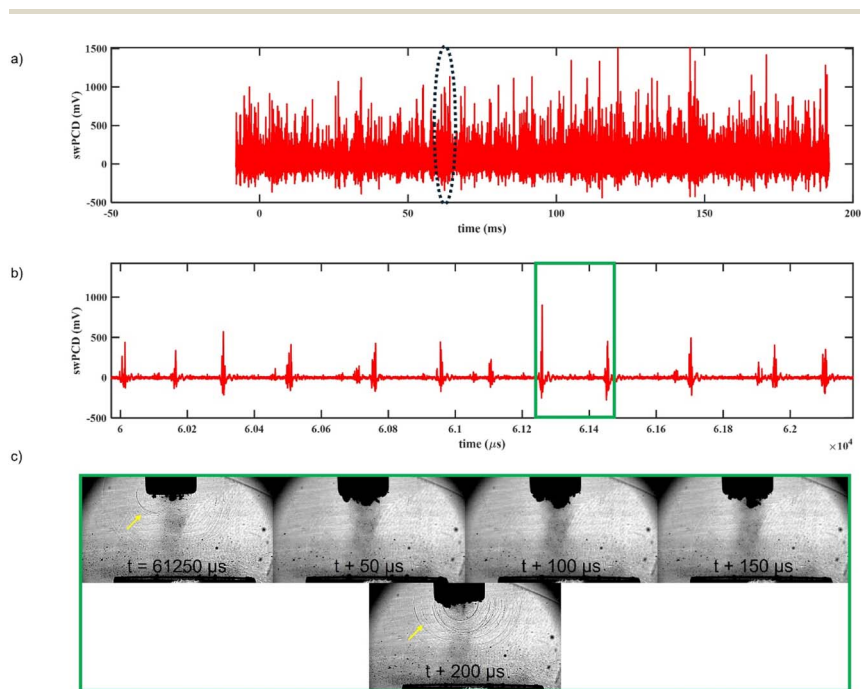 a)
1500
1000
500
0
-500
swPCD (mV)
-50 0 50 100 150 200
time (ms)
b)
1000
500
0
-500
swPCD (mV)
6 6.02 6.04 6.06 6.08 6.1 6.12 6.14 6.16 6.18 6.2
time (μs)
×10⁴
c)
t = 61250 μs t + 50 μs t + 100 μs t + 150 μs
t + 200 μs